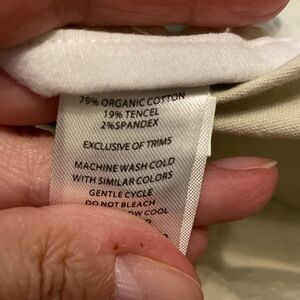 79% ORGANIC COTTON
19% TENCEL
2%SPANDEX
EXCLUSIVE OF TRIMS
MACHINE WASH COLD
WITH SIMILAR COLORS
GENTLE CYCLE
DO NOT BLEACH
LOW COOL